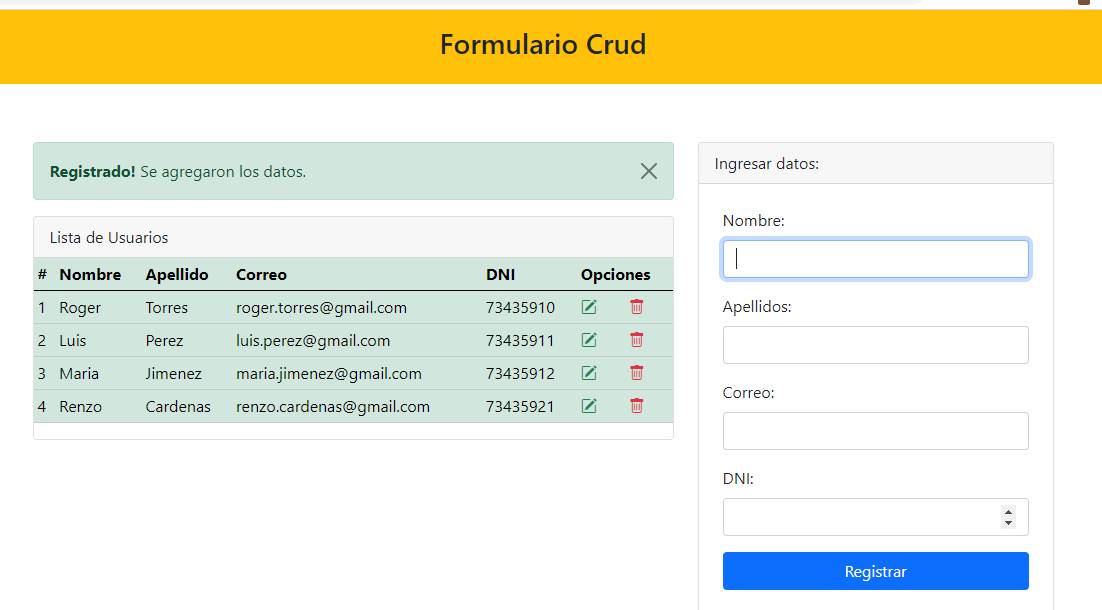 Formulario Crud
Registrado! Se agregaron los datos.
Lista de Usuarios
# Nombre Apellido Correo DNI Opciones
1 Roger Torres roger.torres@gmail.com 73435910
2 Luis Perez luis.perez@gmail.com 73435911
3 Maria Jimenez maria.jimenez@gmail.com 73435912
4 Renzo Cardenas renzo.cardenas@gmail.com 73435921
Ingresar datos:
Nombre:
Apellidos:
Correo:
DNI:
Registrar